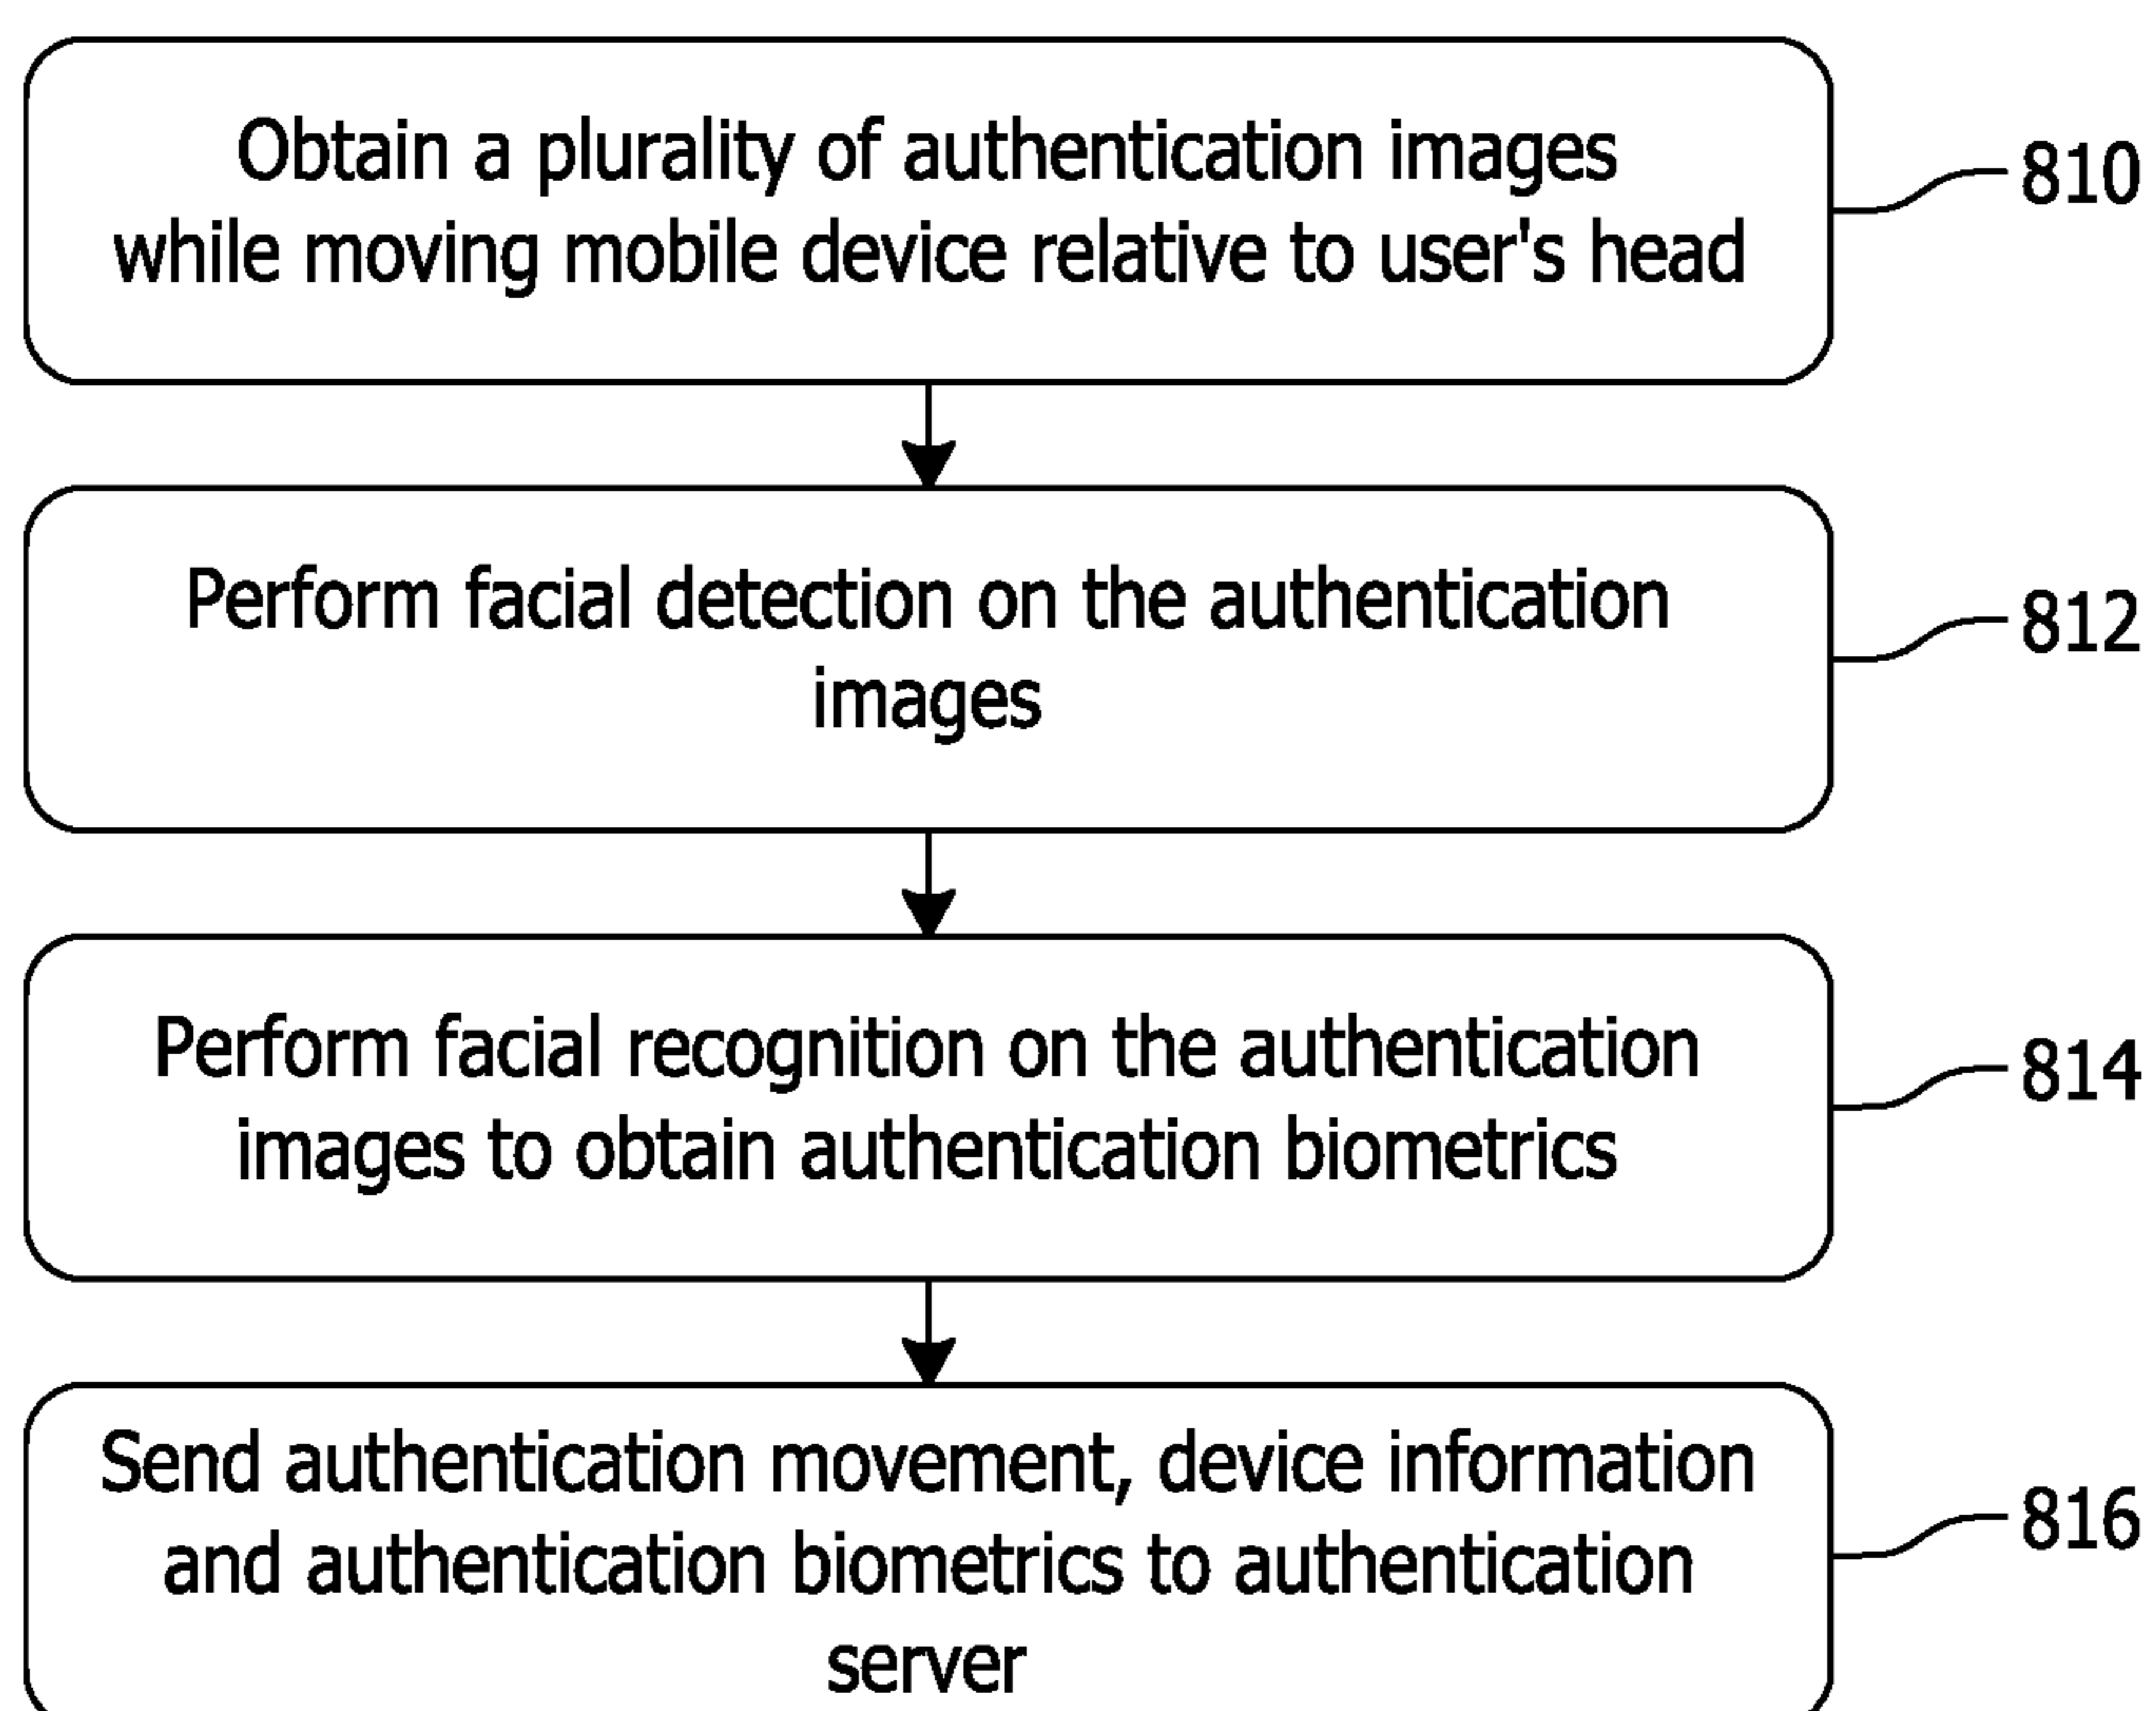 Obtain a plurality of authentication images
while moving mobile device relative to user's head
810
Perform facial detection on the authentication
images
812
Perform facial recognition on the authentication
images to obtain authentication biometrics
814
Send authentication movement, device information
and authentication biometrics to authentication
server
816